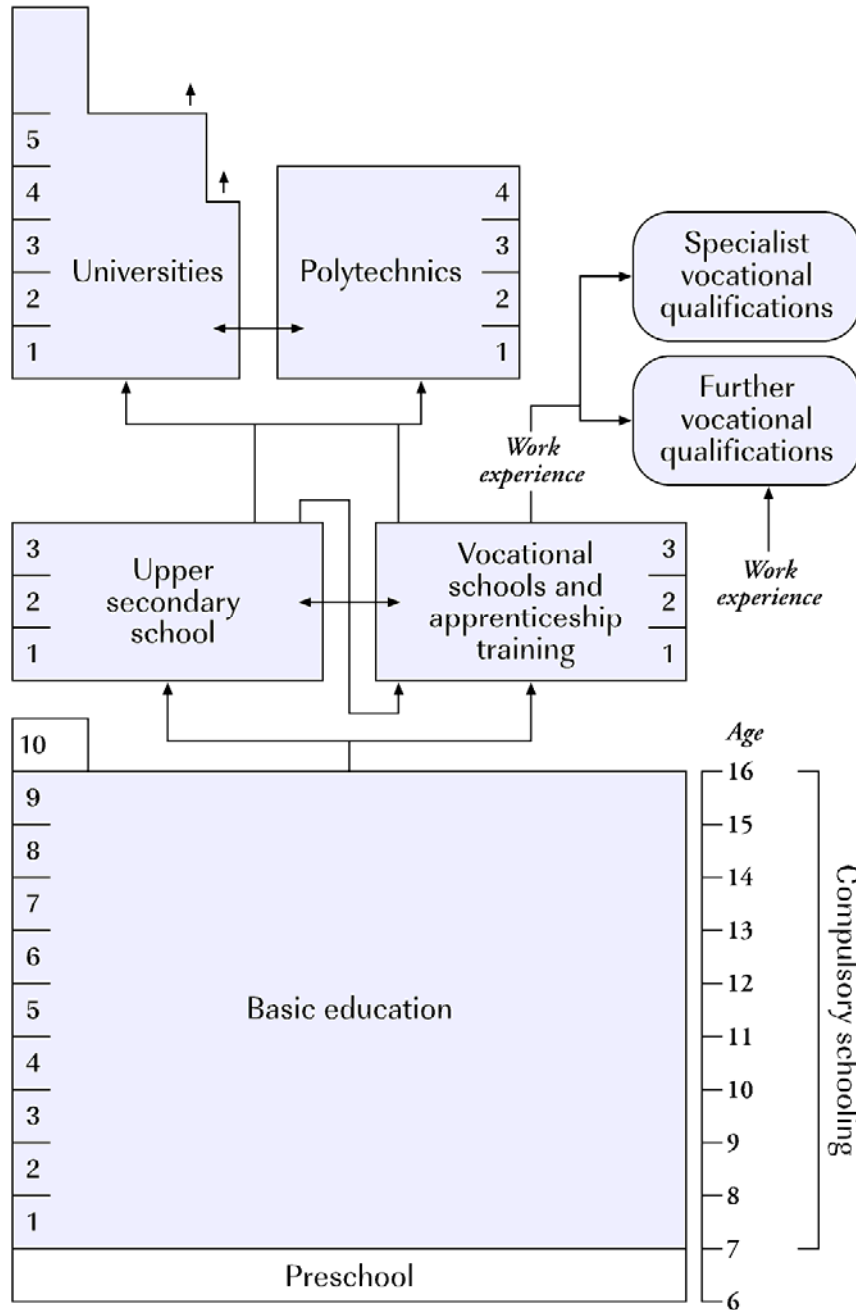 5
4
3
2
1
Universities
Polytechnics
4
3
2
1
Specialist
vocational
qualifications
Further
vocational
qualifications
Work
experience
Work
experience
3
2
1
Upper
secondary
school
Vocational
schools and
apprenticeship
training
3
2
1
10
9
8
7
6
5
4
3
2
1
Basic education
Preschool
Age
16
15
14
13
12
11
10
9
8
7
6
Compulsory schooling